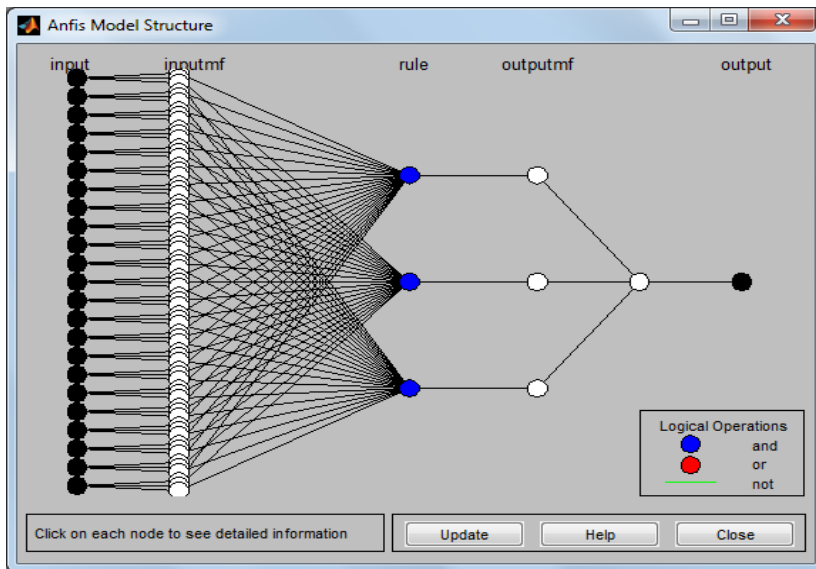 Anfis Model Structure
input inputmf rule outputmf output
Logical Operations
and
or
not
Click on each node to see detailed information
Update Help Close